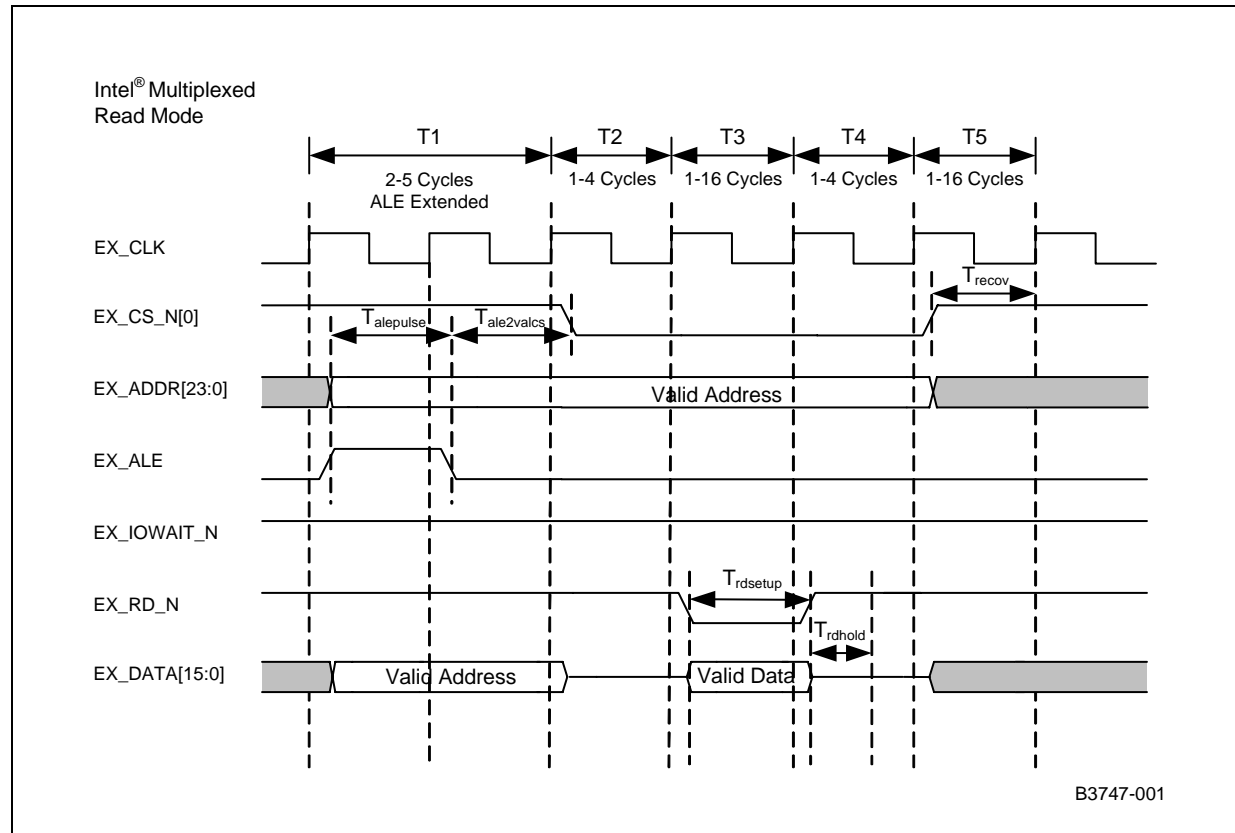 Intel® Multiplexed
Read Mode
T1 T2 T3 T4 T5
2-5 Cycles 1-4 Cycles 1-16 Cycles 1-4 Cycles 1-16 Cycles
ALE Extended
EX_CLK
Trecov
EX_CS_N[0]
Talepulse Tale2valcs
EX_ADDR[23:0] Valid Address
EX_ALE
EX_IOWAIT_N
Trdsetup
EX_RD_N
Trdhold
EX_DATA[15:0] Valid Address Valid Data
B3747-001